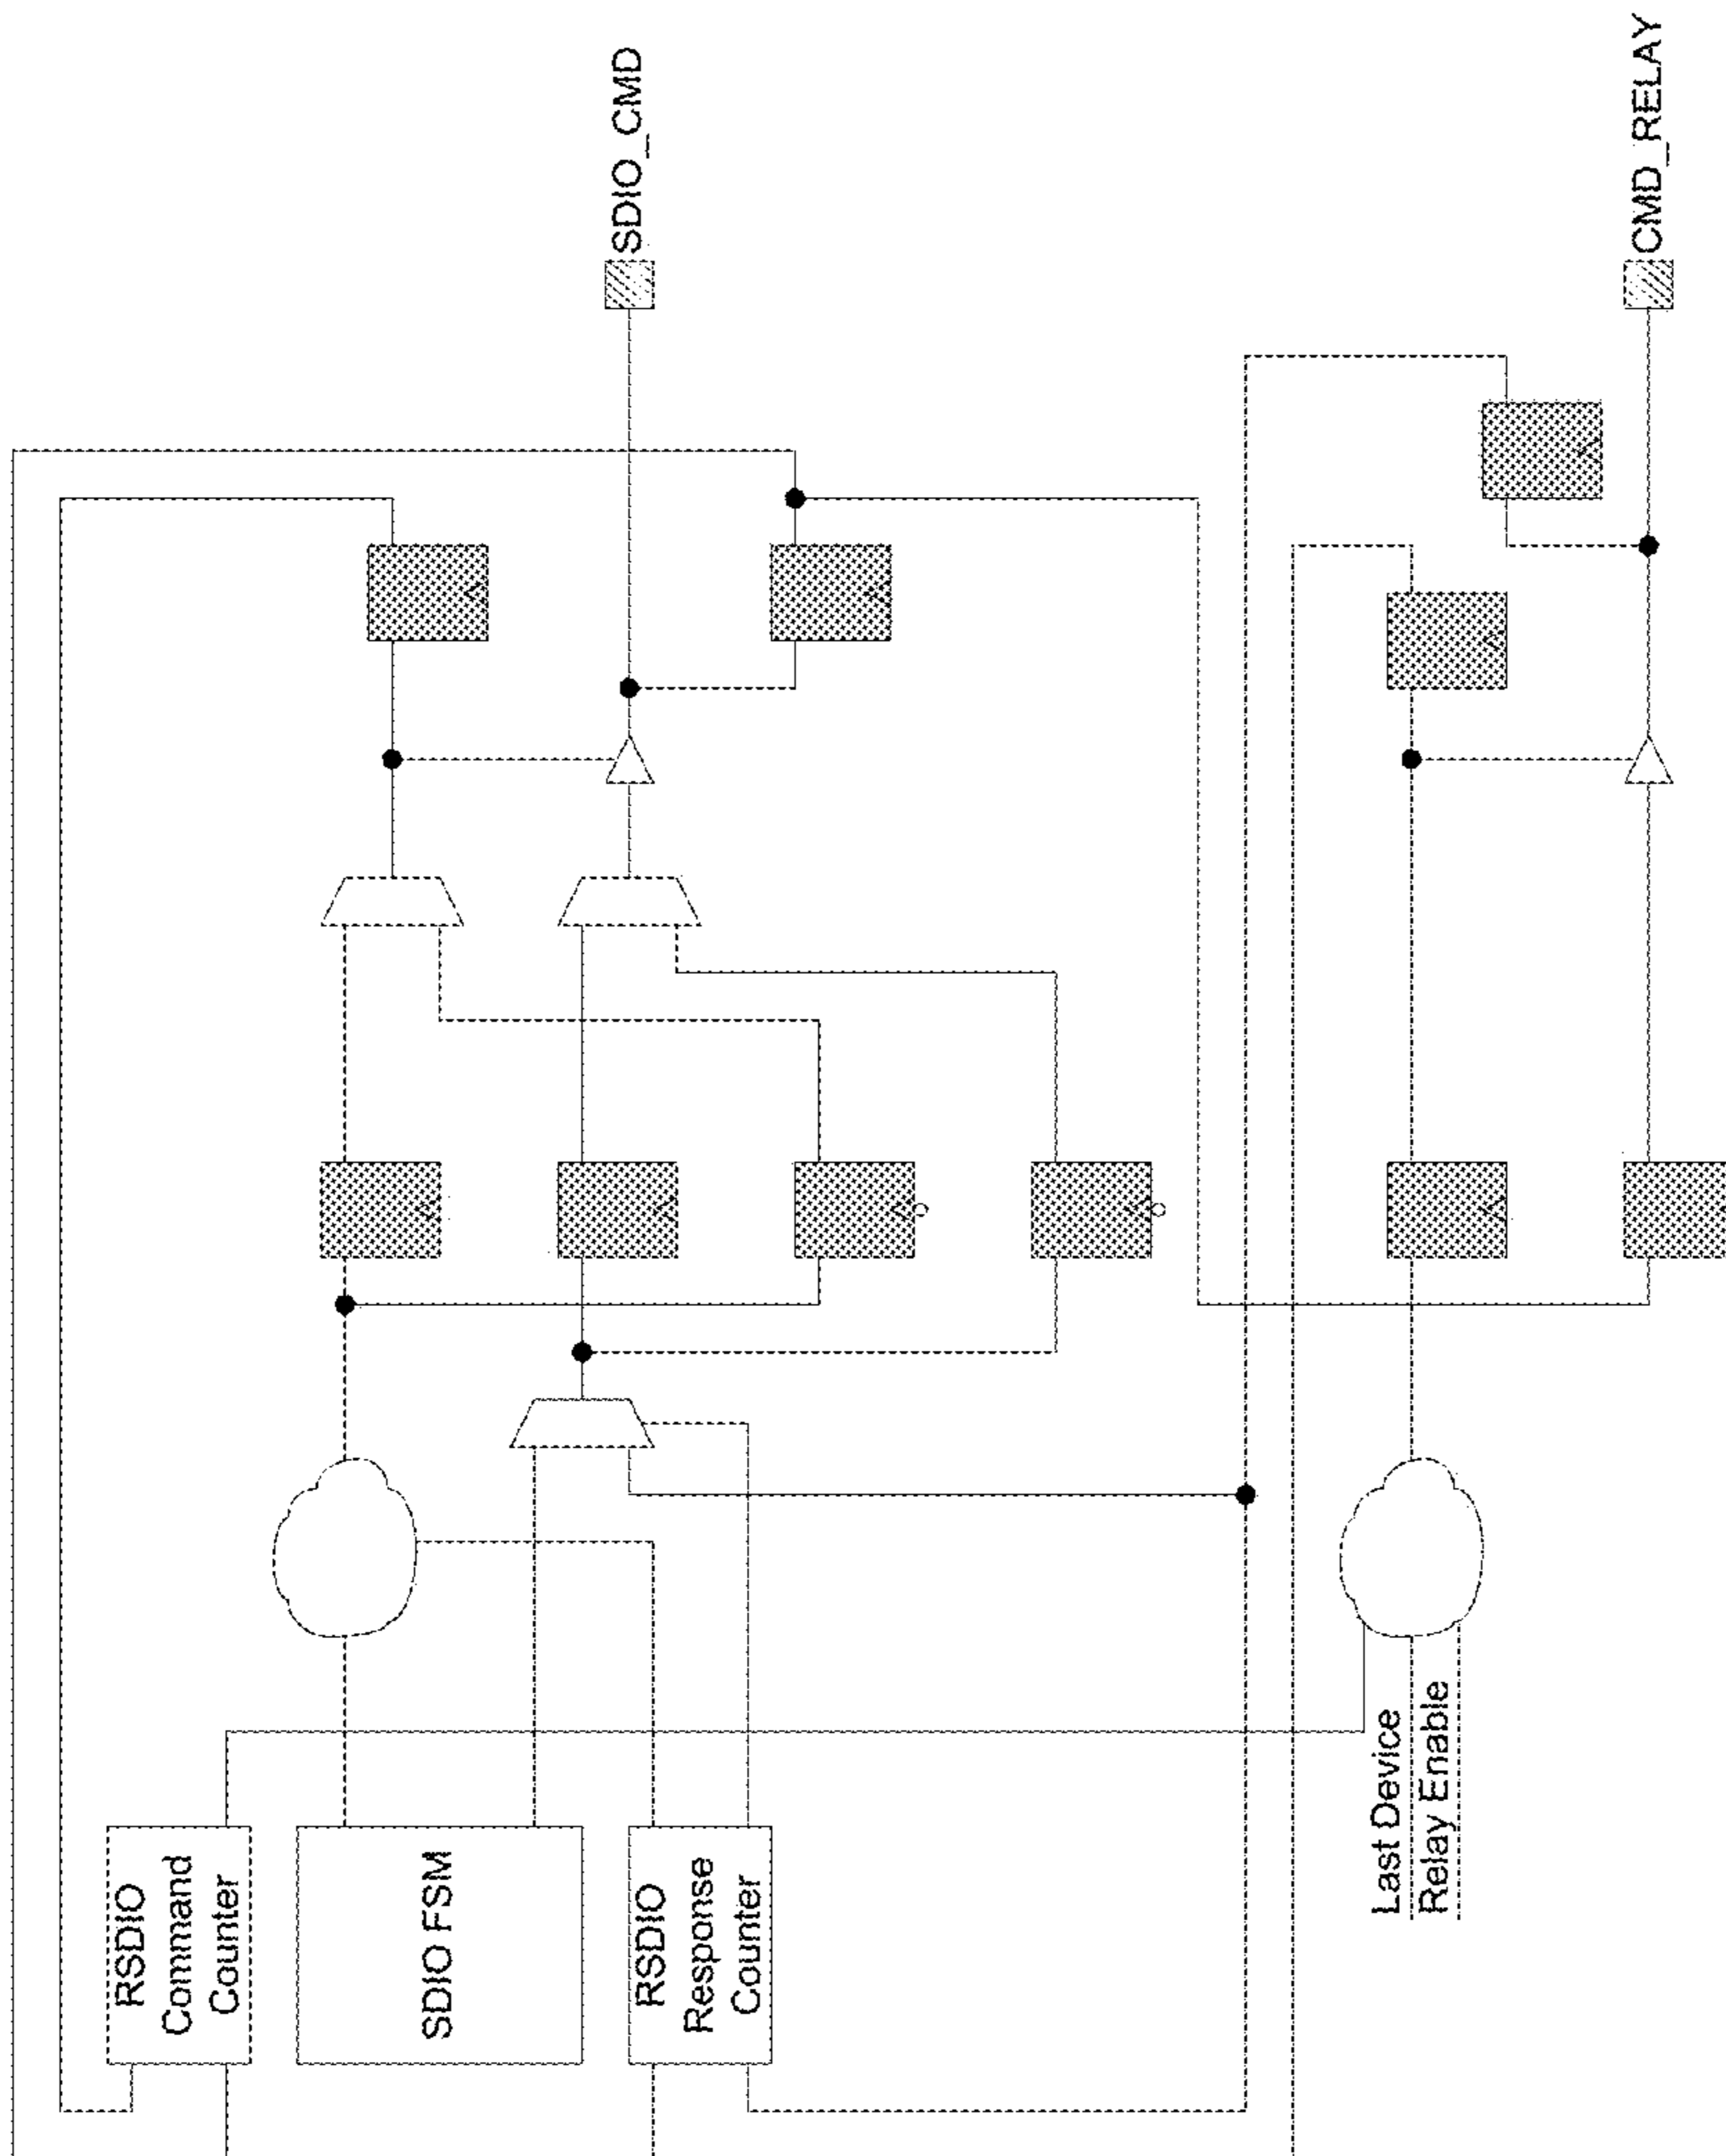 RSDIO
Command
Counter
SDIO FSM
RSDIO
Response
Counter
SDIO_CMD
Last Device
Relay Enable
CMD_RELAY